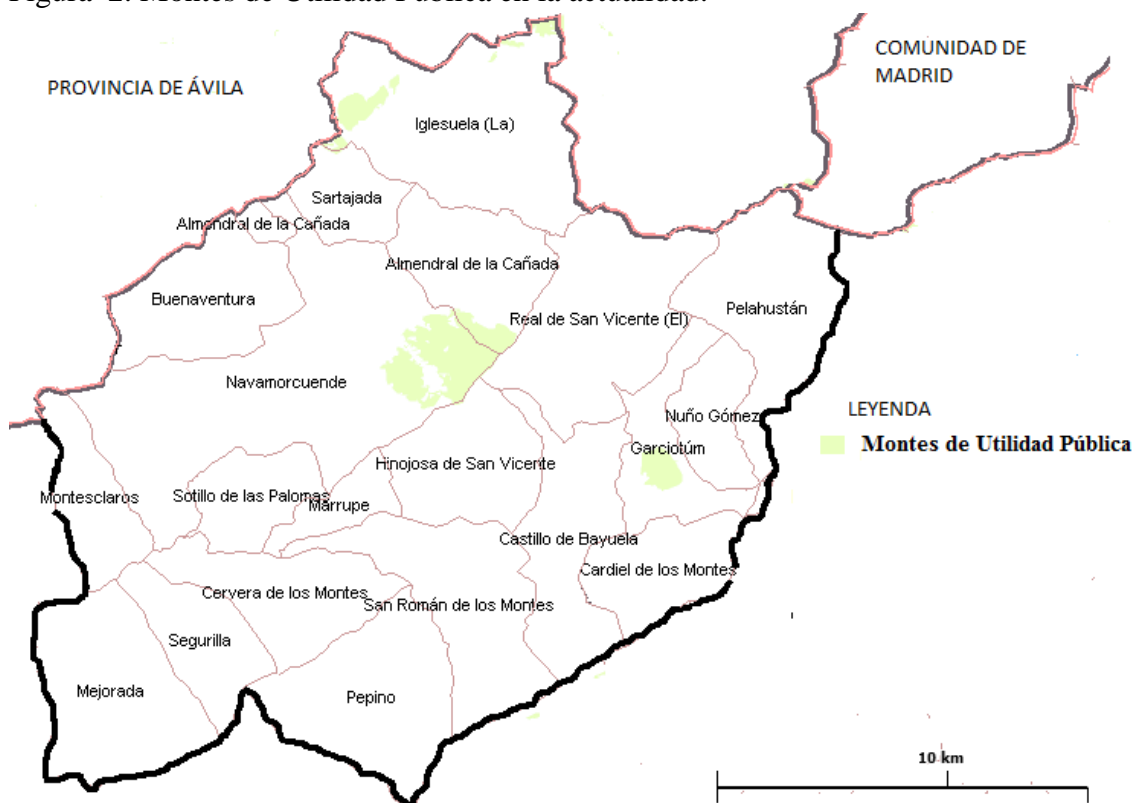 Figura 2. Montes de Utilidad Pública en la actualidad.
PROVINCIA DE ÁVILA
COMUNIDAD DE
MADRID
Iglesuela (La)
Sartajada
Almendral de la Cañada
Almendral de la Cañada
Buenaventura
Pelahustán
Real de San Vicente (El)
Navamorcuende
LEYENDA
Nuño Gómez
Montes de Utilidad Pública
Garciotúm
Hinojosa de San Vicente
Montesclaros
Sotillo de las Palomas
Marrupe
Castillo de Bayuela
Cardiel de los Montes
Cervera de los Montes
San Román de los Montes
Segurilla
Mejorada
Pepino
10 km